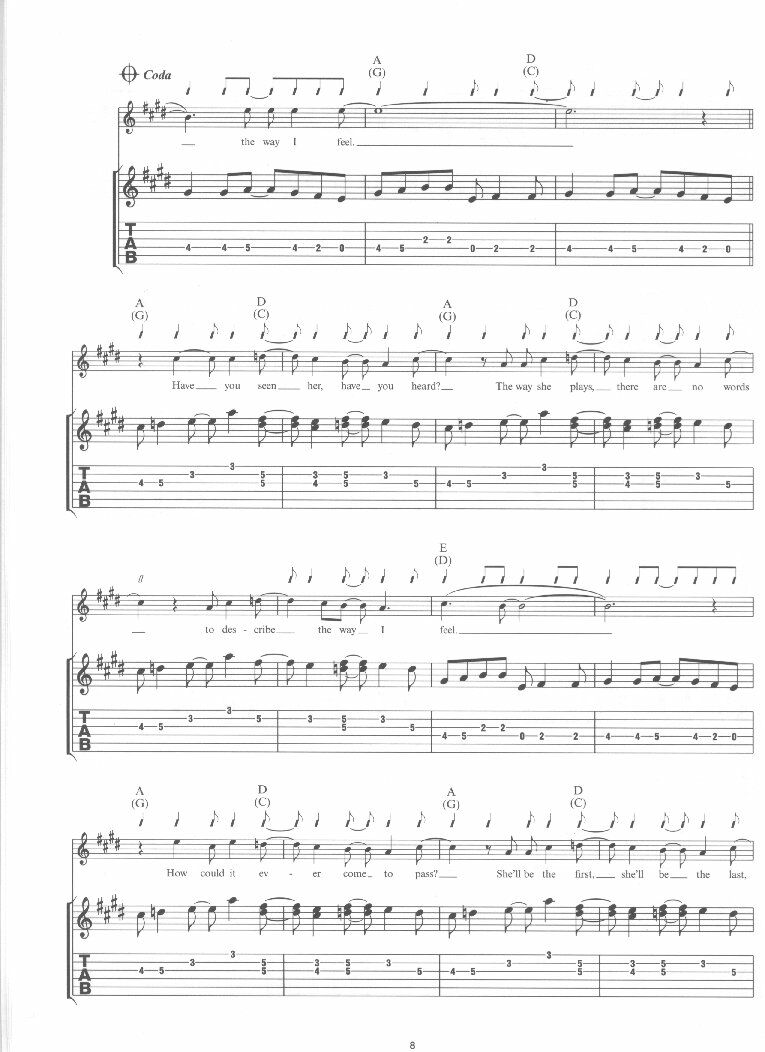 Coda
A D
(G) (C)
the way I feel.
T
A
B
4 4 5 4 2 0 4 5 2 2 0 2 2 4 4 5 4 2 0
A D A D
(G) (C) (G) (C)
Have you seen her, have you heard? The way she plays, there are no words
T
A
B
4 5 3 3 5 5 3 4 5 5 3 5 4 5 3 3 5 5 3 4 5 5 3 5
E
(D)
to des - cribe the way I feel.
T
A
B
4 5 3 3 5 3 5 5 3 5 4 5 2 2 0 2 2 4 4 5 4 2 0
A D A D
(G) (C) (G) (C)
How could it ev - er come to pass? She'll be the first, she'll be the last,
T
A
B
4 5 3 3 5 5 3 4 5 5 3 5 4 5 3 3 5 5 3 4 5 4 3 5
8